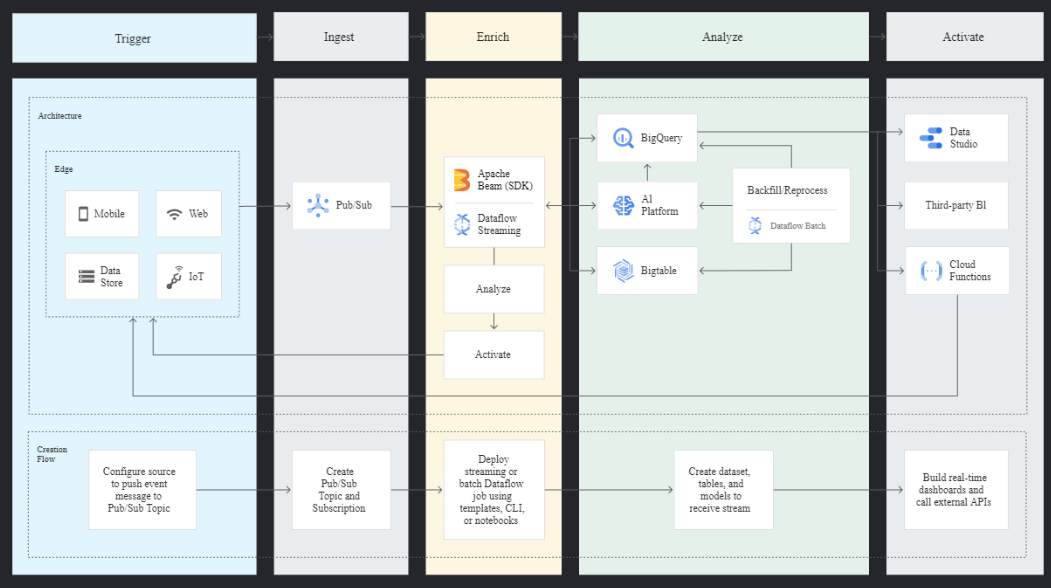 Trigger
Ingest
Enrich
Analyze
Activate
Architecture
Edge
Mobile
Web
Data
Store
IoT
Pub/Sub
Apache
Beam (SDK)
Dataflow
Streaming
Analyze
Activate
BigQuery
AI
Platform
Bigtable
Backfill/Reprocess
Dataflow Batch
Data
Studio
Third-party BI
Cloud
Functions
Creation
Flow
Configure source
to push event
message to
Pub/Sub Topic
Create
Pub/Sub
Topic and
Subscription
Deploy
streaming or
batch Dataflow
job using
templates, CLI,
or notebooks
Create dataset,
tables, and
models to
receive stream
Build real-time
dashboards and
call external APIs